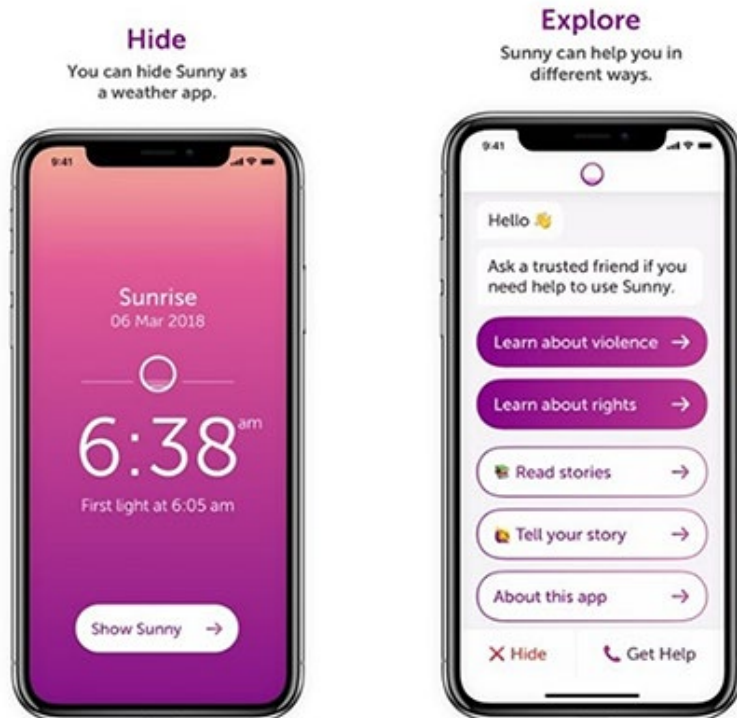 Hide
You can hide Sunny as
a weather app.
9:41
Sunrise
06 Mar 2018
6:38 am
First light at 6:05 am
Show Sunny →
Explore
Sunny can help you in
different ways.
9:41
Hello 👋
Ask a trusted friend if you
need help to use Sunny.
Learn about violence →
Learn about rights →
📚 Read stories →
🙋 Tell your story →
About this app →
❌ Hide
📞 Get Help